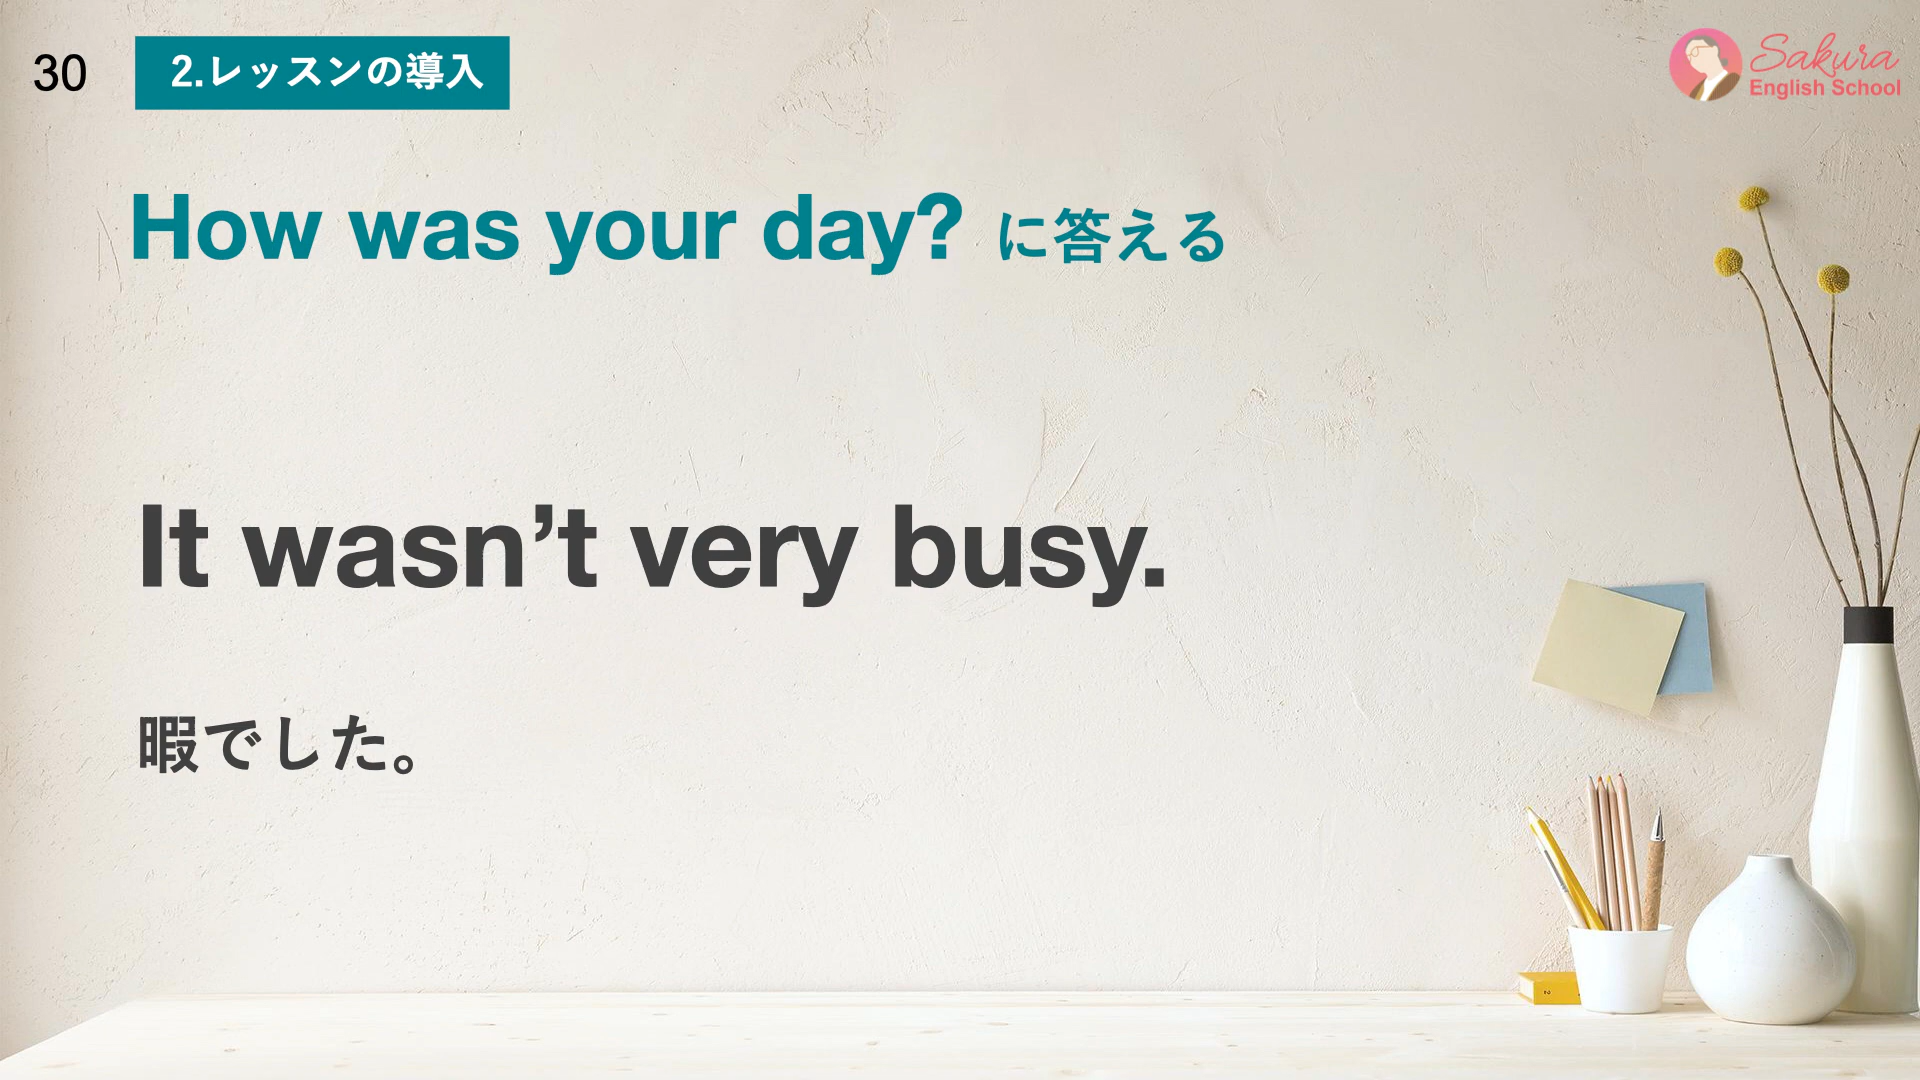 30
2.レッスンの導入
Sakura
English School
How was your day? に答える
It wasn’t very busy.
暇でした。